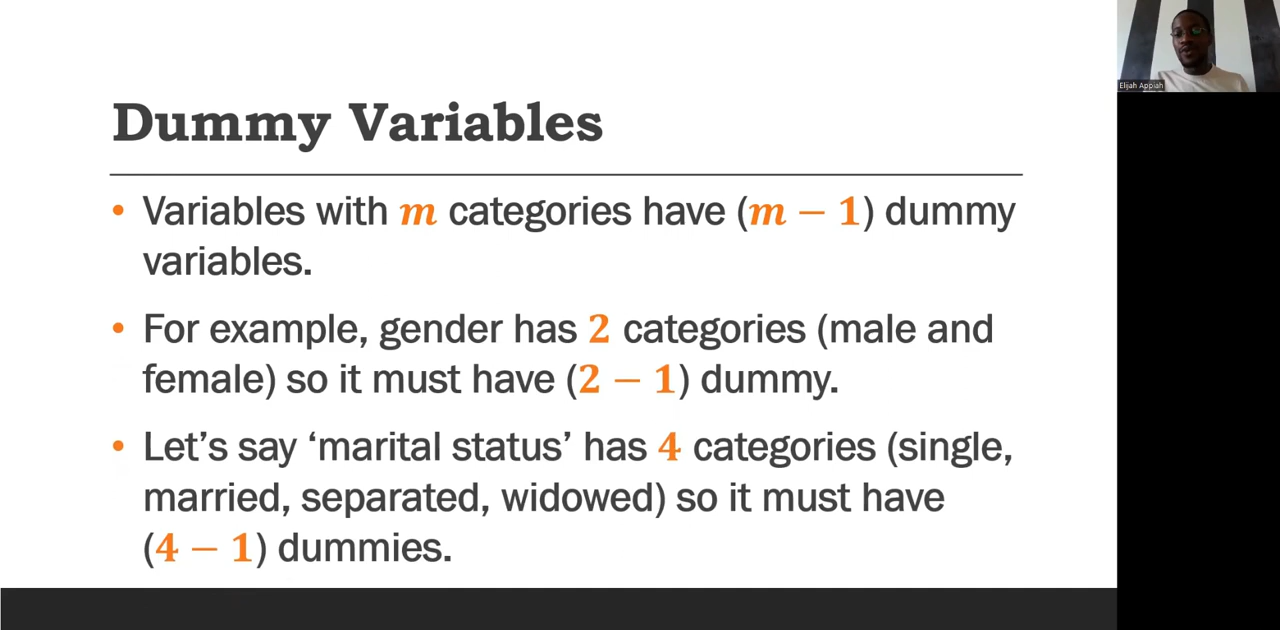 Dummy Variables
• Variables with m categories have (m − 1) dummy
variables.
• For example, gender has 2 categories (male and
female) so it must have (2 − 1) dummy.
• Let’s say ‘marital status’ has 4 categories (single,
married, separated, widowed) so it must have
(4 − 1) dummies.
Elijah Appiah